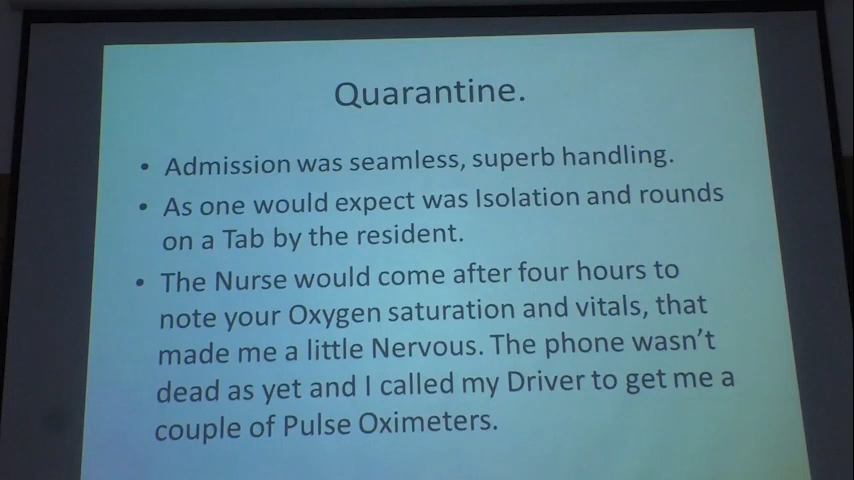 Quarantine.
• Admission was seamless, superb handling.
• As one would expect was Isolation and rounds
on a Tab by the resident.
• The Nurse would come after four hours to
note your Oxygen saturation and vitals, that
made me a little Nervous. The phone wasn't
dead as yet and I called my Driver to get me a
couple of Pulse Oximeters.